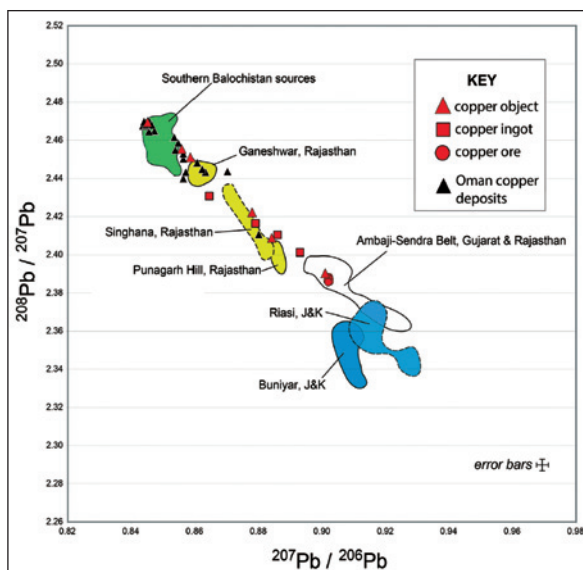 2.52
2.50
2.48
2.46
2.44
2.42
2.40
2.38
2.36
2.34
2.32
2.30
2.28
2.26
208Pb / 207Pb
Southern Balochistan sources
Ganeshwar, Rajasthan
Singhana, Rajasthan
Punagarh Hill, Rajasthan
Ambaji-Sendra Belt, Gujarat & Rajasthan
Riasi, J&K
Buniyar, J&K
KEY
copper object
copper ingot
copper ore
Oman copper
deposits
error bars
0.82 0.84 0.86 0.88 0.90 0.92 0.94 0.96 0.98
207Pb / 206Pb